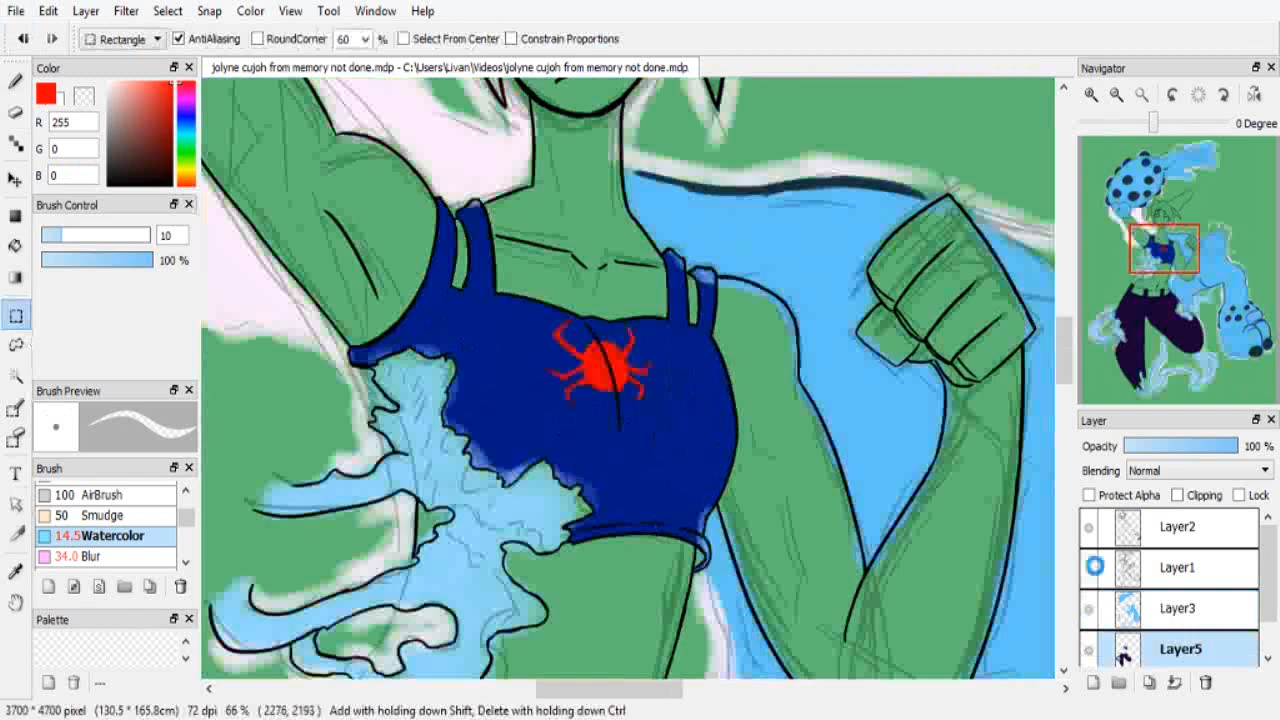 File Edit Layer Filter Select Snap Color View Tool Window Help
Rectangle AntiAliasing RoundCorner 60 % Select From Center Constrain Proportions
Color
jolyne cujoh from memory not done.mdp - C:\Users\Livan\Videos\jolyne cujoh from memory not done.mdp
Navigator
R 255
G 0
B 0
0 Degree
Brush Control
10
100 %
Brush Preview
Brush
100 AirBrush
50 Smudge
14.5 Watercolor
34.0 Blur
Palette
Layer
Opacity 100 %
Blending Normal
Protect Alpha Clipping Lock
Layer2
Layer1
Layer3
Layer5
3700 * 4700 pixel (130.5 * 165.8cm) 72 dpi 66 % ( 2276, 2193 ) Add with holding down Shift, Delete with holding down Ctrl